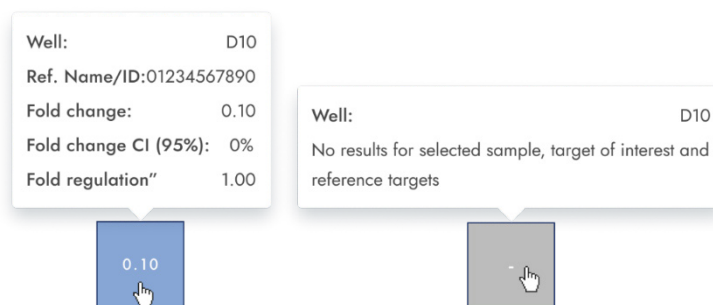 Well: D10
Ref. Name/ID:01234567890
Fold change: 0.10
Fold change CI (95%): 0%
Fold regulation” 1.00
0.10
Well: D10
No results for selected sample, target of interest and
reference targets
-